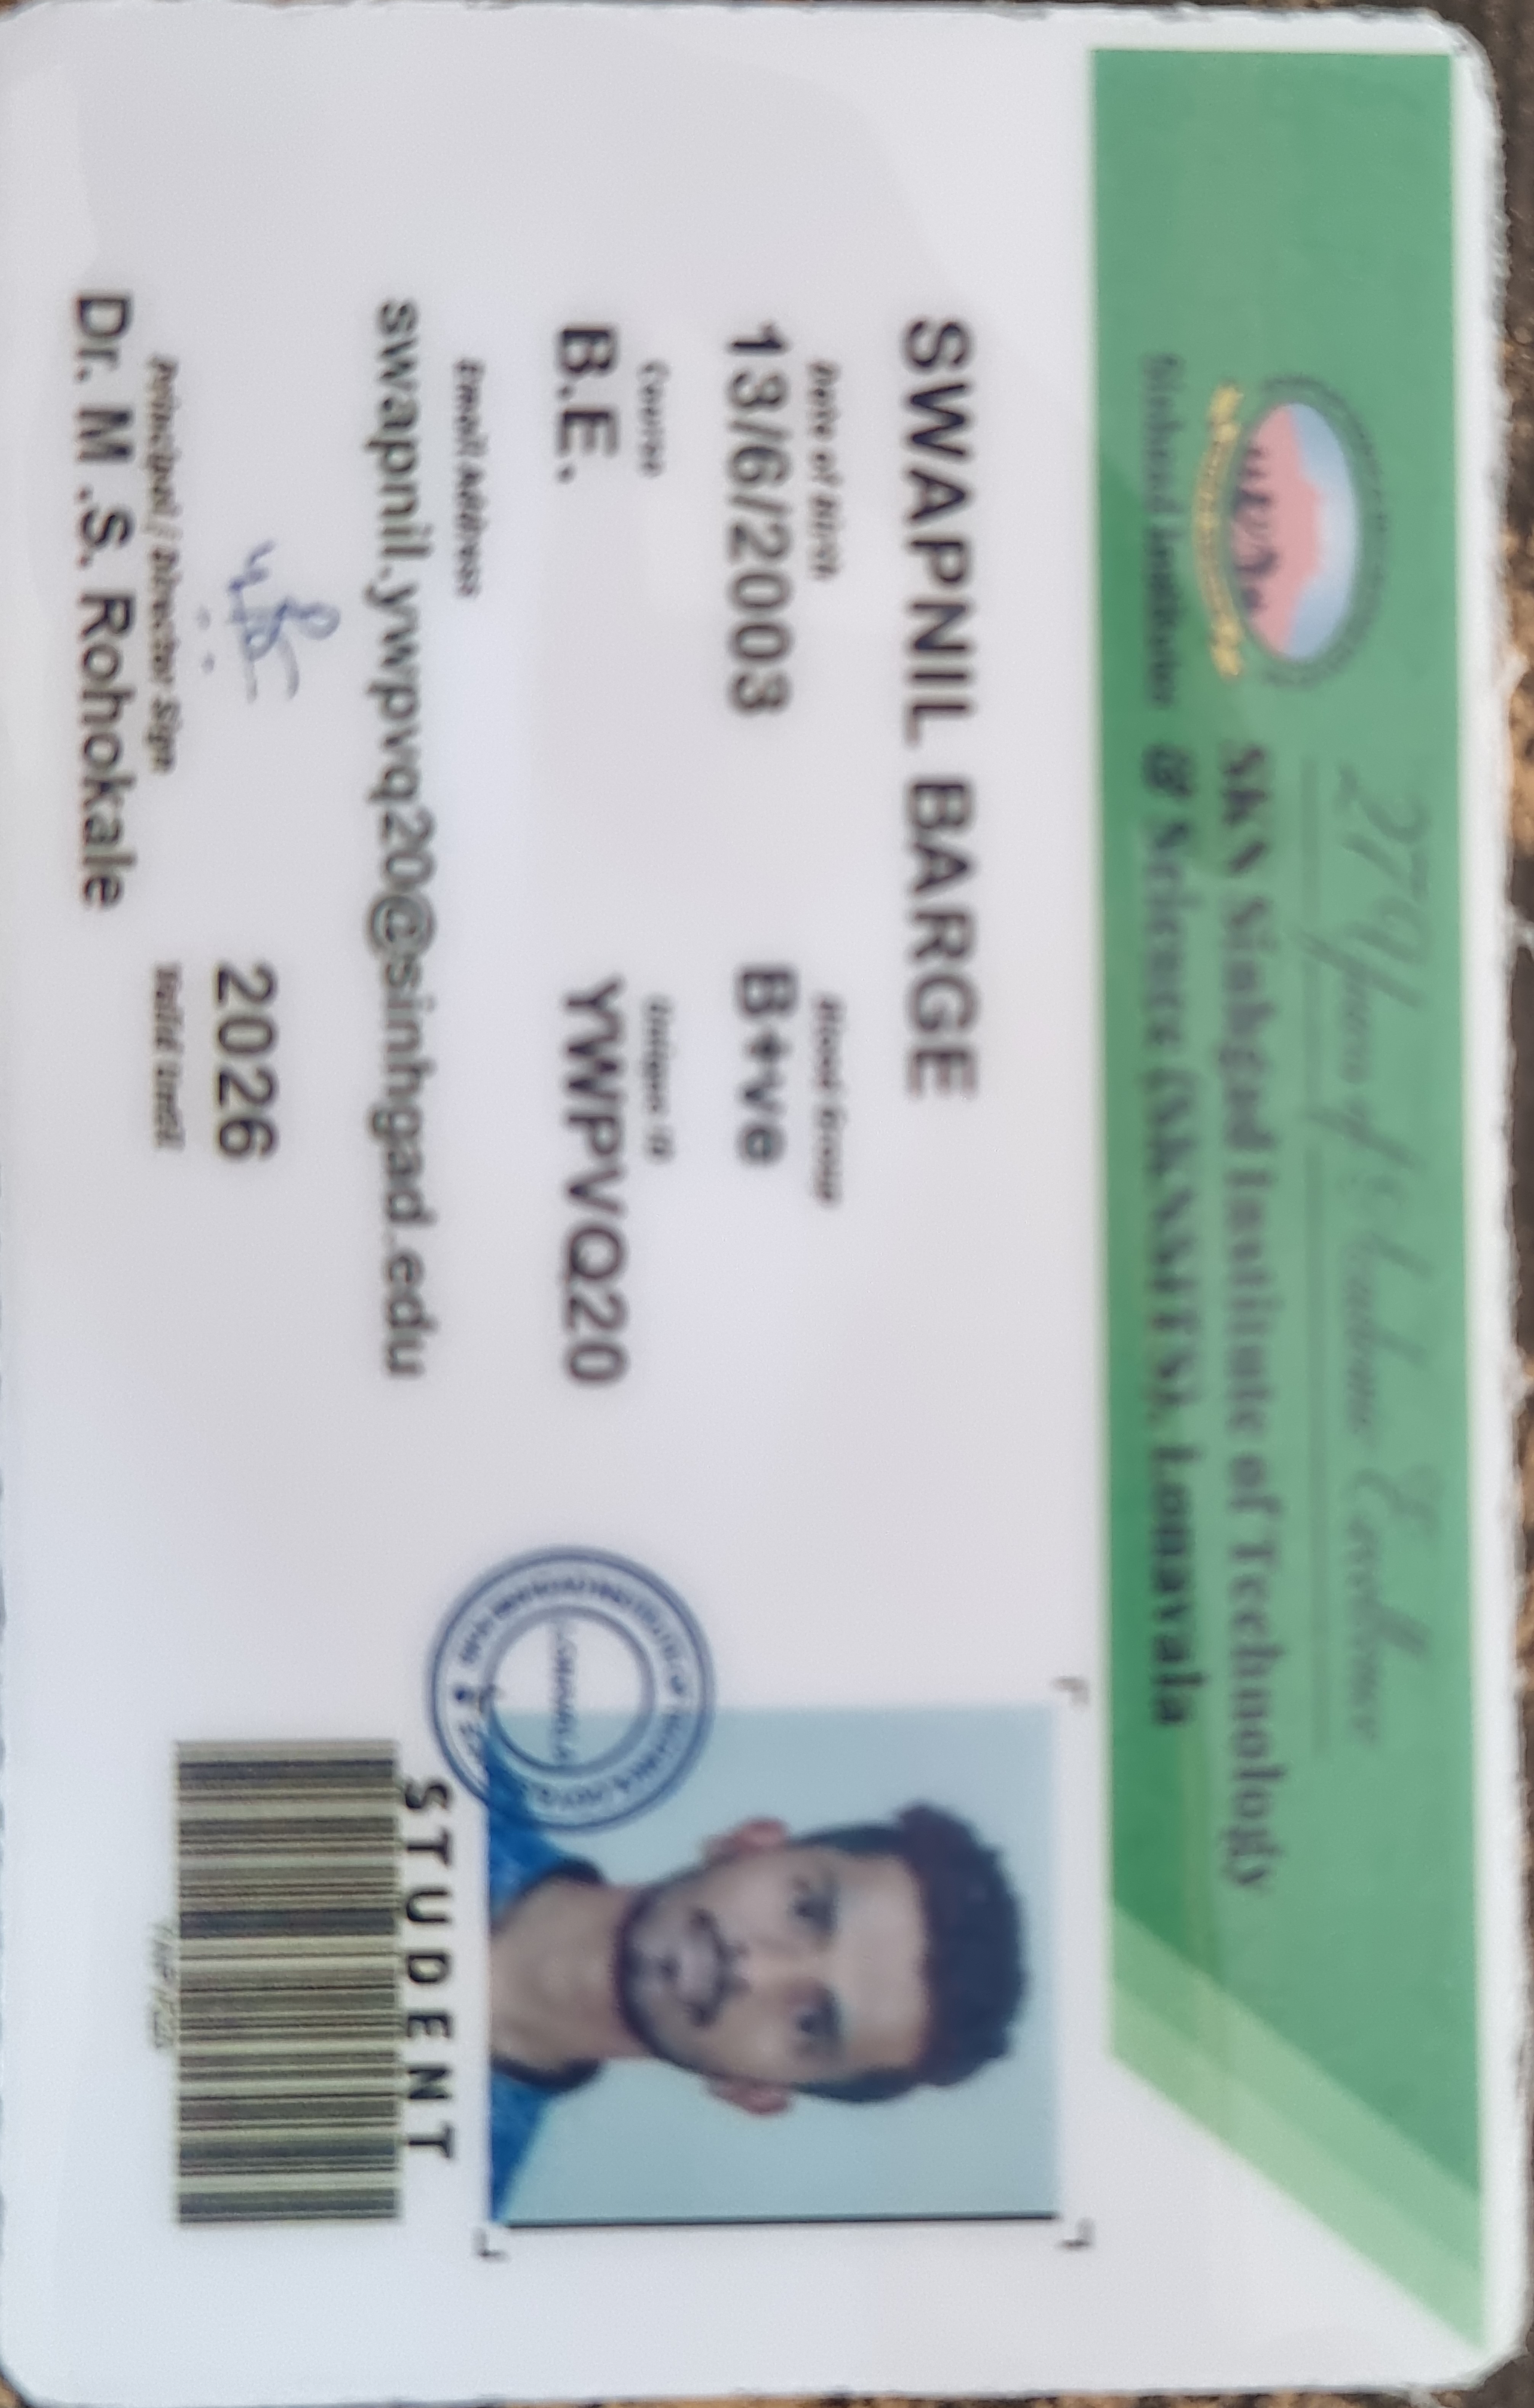 27 Years of Academic Excellence
SKN Sinhgad Institute of Technology
Sinhgad Institutes & Science (SKNSITS), Lonavala
SWAPNIL BARGE
Date of Birth Blood Group
13/6/2003 B+ve
Course Unique ID
B.E. YWPVQ20
Email Address
swapnil.ywpvq20@sinhgad.edu
2026
Principal / Director Sign Valid Until
Dr. M .S. Rohokale
LONAVALA
STUDENT